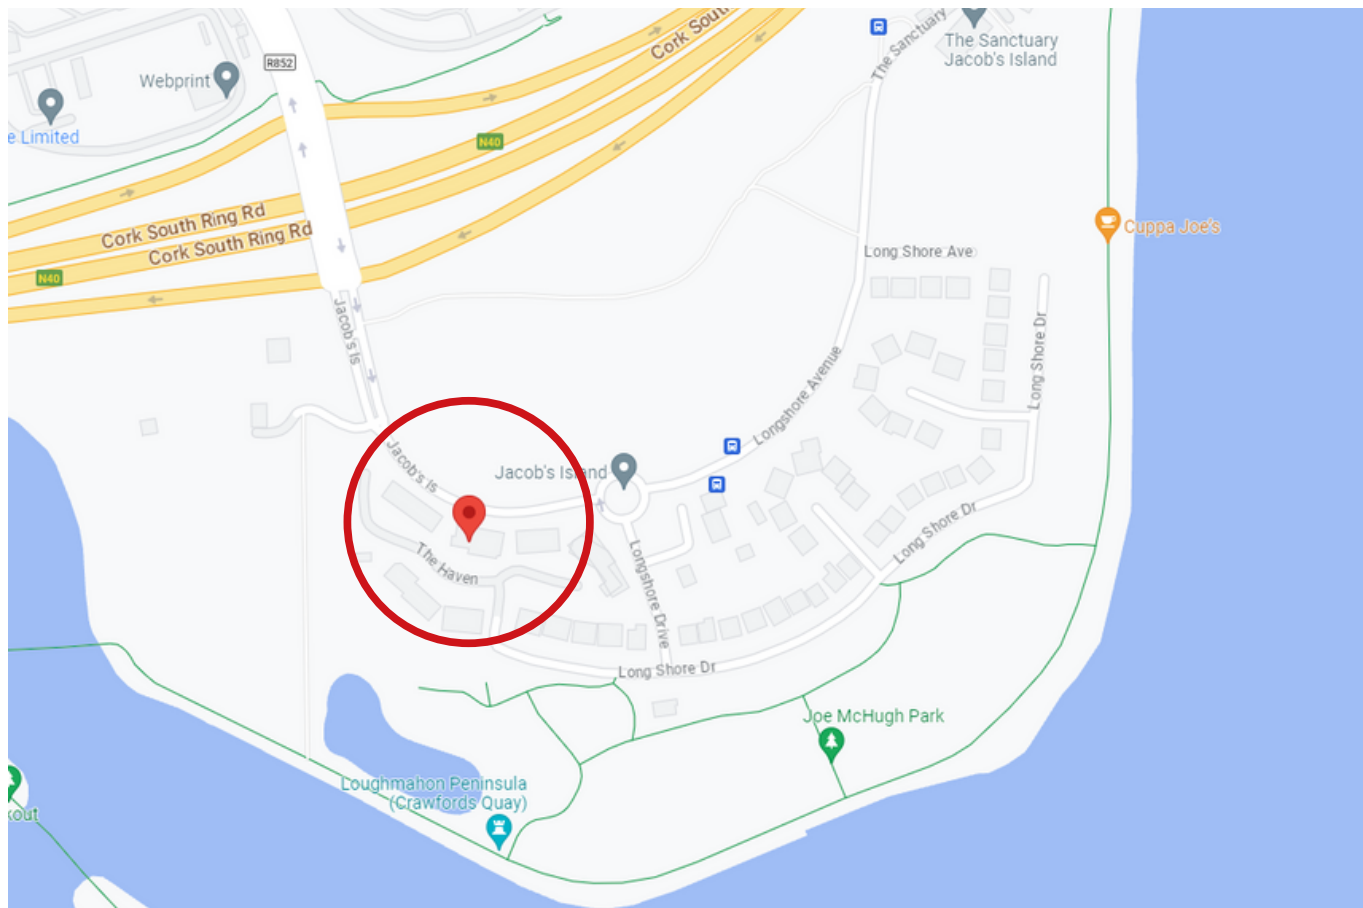 Cork South
The Sanctuary
The Sanctuary
Jacob's Island
R852
Webprint
e Limited
N40
Cork South Ring Rd
Cork South Ring Rd
N40
Cuppa Joe's
Long Shore Ave
Jacob's Is
Long Shore Dr
Longshore Avenue
Jacob's Is
Jacob's Island
The Haven
Long Shore Dr
Longshore Drive
Long Shore Dr
Joe McHugh Park
Loughmahon Peninsula
(Crawfords Quay)
kout